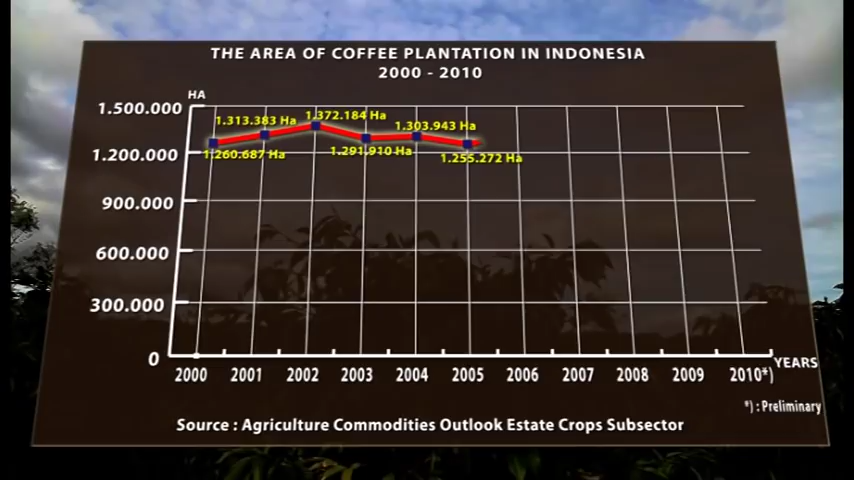 THE AREA OF COFFEE PLANTATION IN INDONESIA
2000 - 2010
HA
1.500.000
1.200.000
900.000
600.000
300.000
0
1.260.687 Ha
1.313.383 Ha
1.372.184 Ha
1.291.910 Ha
1.303.943 Ha
1.255.272 Ha
2000 2001 2002 2003 2004 2005 2006 2007 2008 2009 2010*)
YEARS
*) : Preliminary
Source : Agriculture Commodities Outlook Estate Crops Subsector